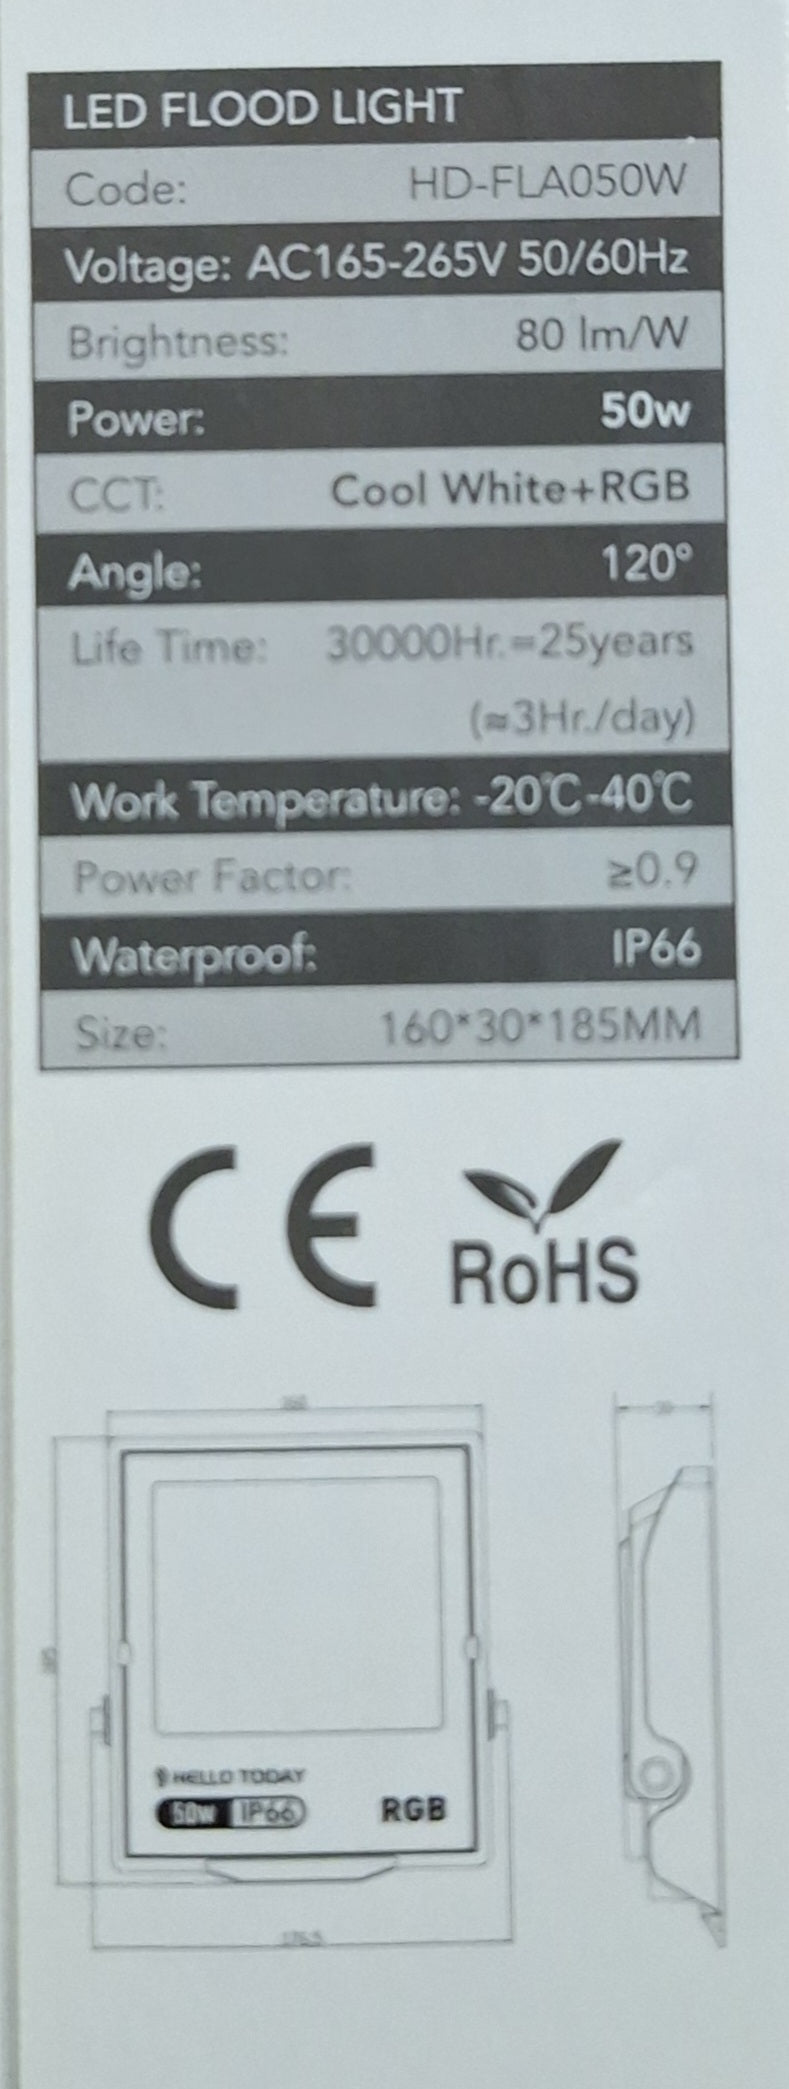 LED FLOOD LIGHT
Code: HD-FLA050W
Voltage: AC165-265V 50/60Hz
Brightness: 80 lm/W
Power: 50w
CCT: Cool White+RGB
Angle: 120°
Life Time: 30000Hr.=25years
(≈3Hr./day)
Work Temperature: -20℃-40℃
Power Factor: ≥0.9
Waterproof: IP66
Size: 160*30*185MM
CE RoHS
HELLO TODAY
50w IP66 RGB